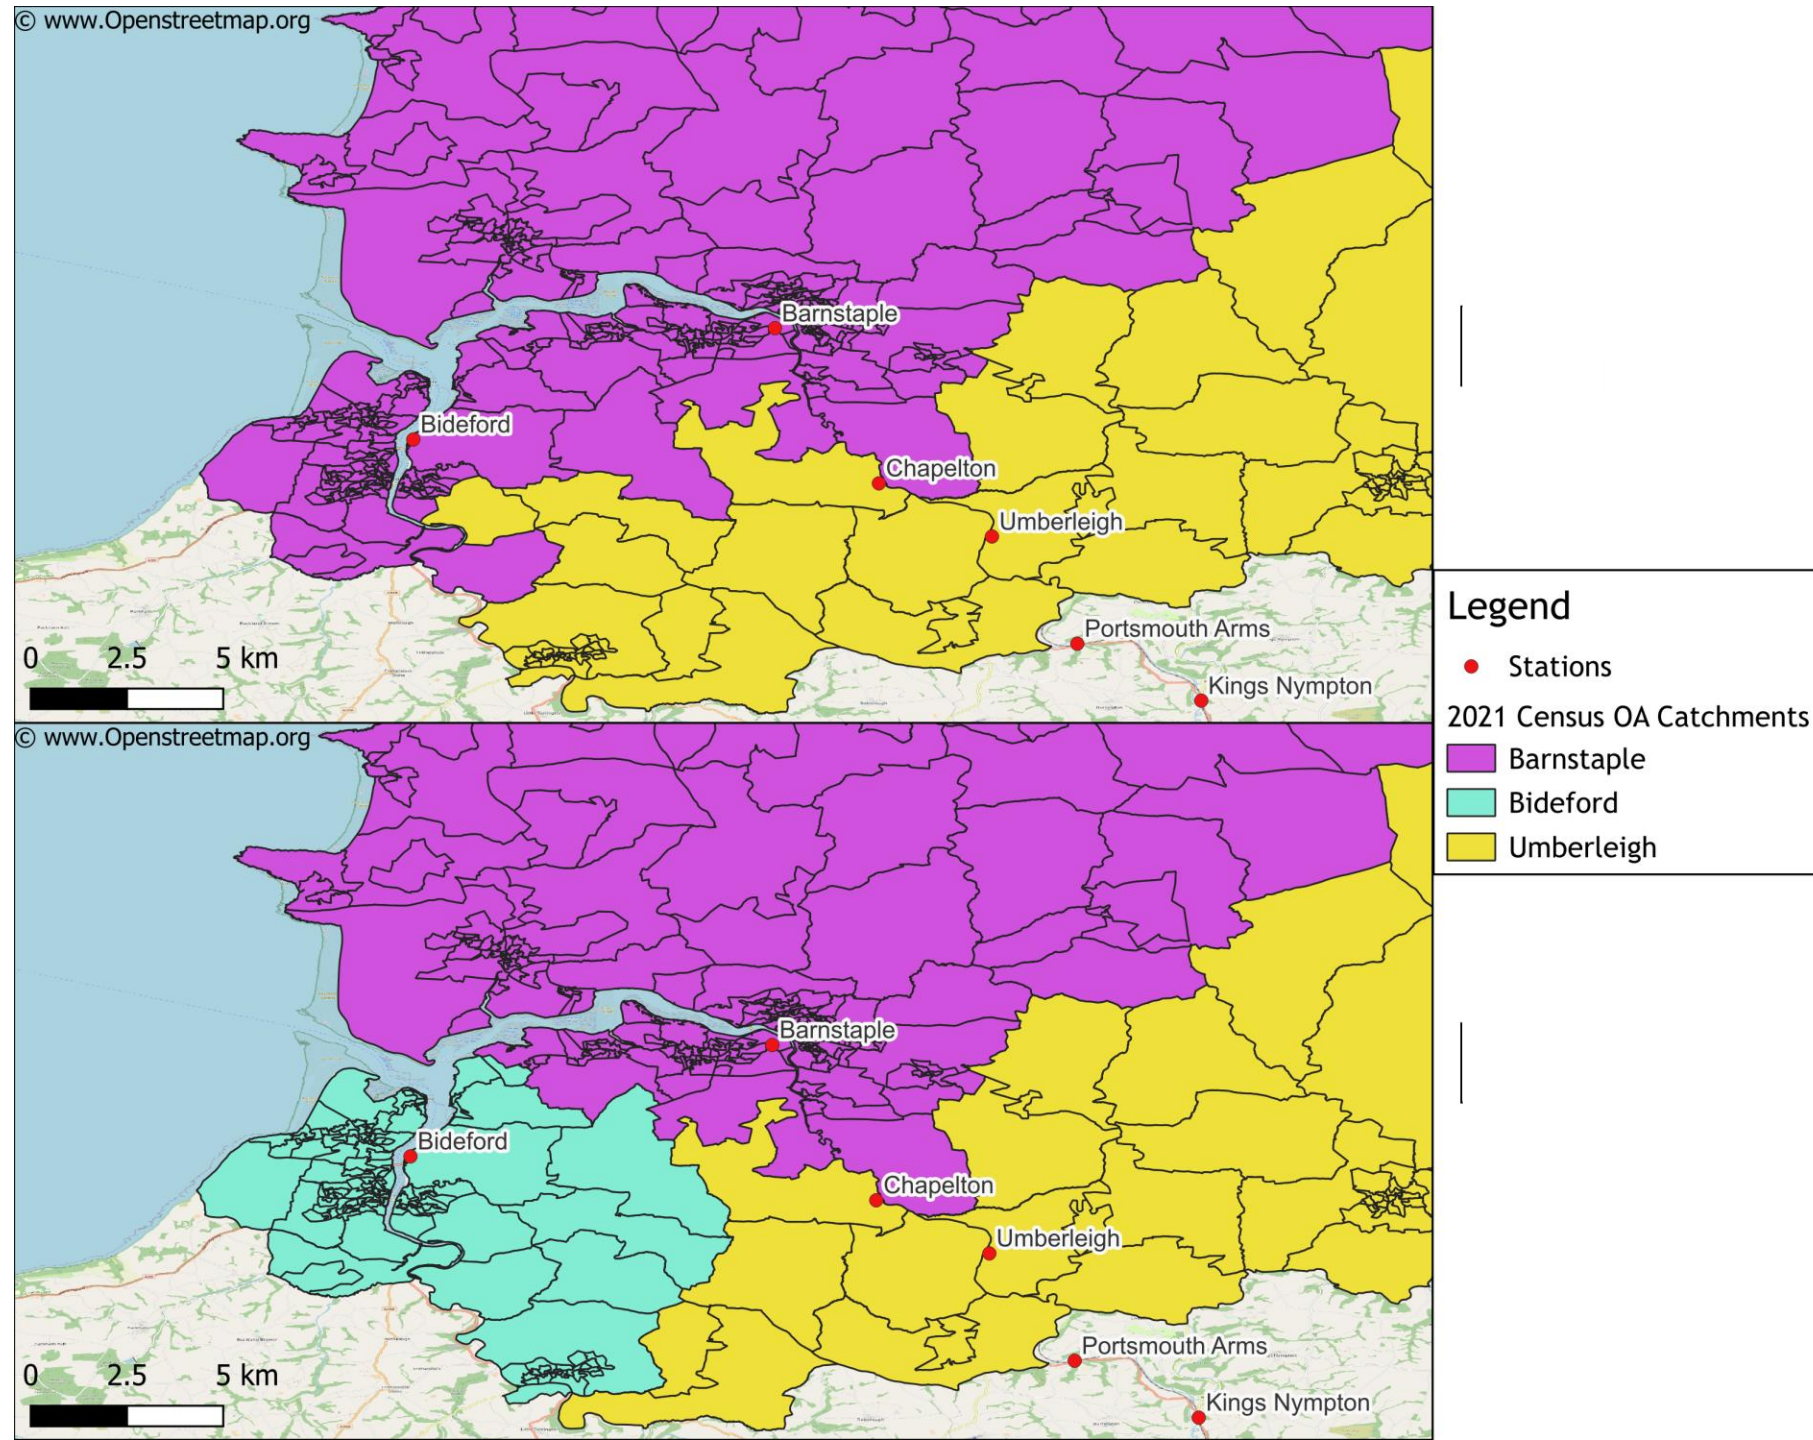 © www.Openstreetmap.org
Barnstaple
Bideford
Chapelton
Umberleigh
Portsmouth Arms
Kings Nympton
0 2.5 5 km
Legend
Stations
2021 Census OA Catchments
Barnstaple
Bideford
Umberleigh
© www.Openstreetmap.org
Barnstaple
Bideford
Chapelton
Umberleigh
Portsmouth Arms
Kings Nympton
0 2.5 5 km